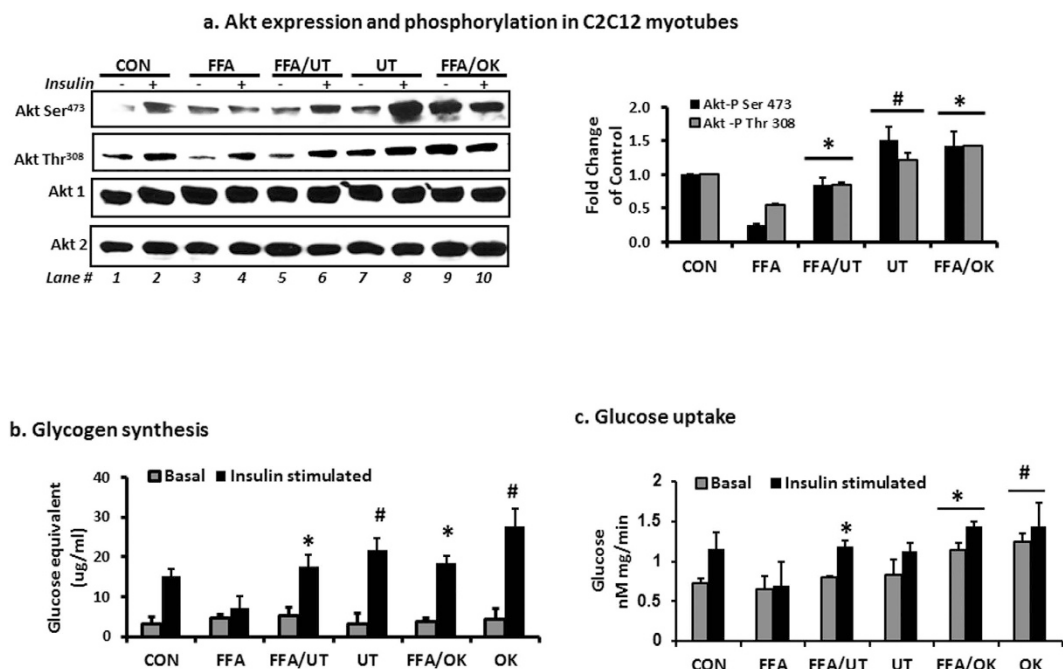 a. Akt expression and phosphorylation in C2C12 myotubes
CON FFA FFA/UT UT FFA/OK
Insulin - + - + - + - + - +
Akt Ser⁴⁷³
Akt Thr³⁰⁸
Akt 1
Akt 2
Lane # 1 2 3 4 5 6 7 8 9 10
Fold Change
of Control
2.0
1.5
1.0
0.5
0.0
Akt-P Ser 473
Akt -P Thr 308
* # *
CON FFA FFA/UT UT FFA/OK
b. Glycogen synthesis
Glucose equivalent
(ug/ml)
40
30
20
10
0
Basal Insulin stimulated
* # * #
CON FFA FFA/UT UT FFA/OK OK
c. Glucose uptake
Glucose
nM mg/min
2
1.5
1
0.5
0
Basal Insulin stimulated
* * #
CON FFA FFA/UT UT FFA/OK OK